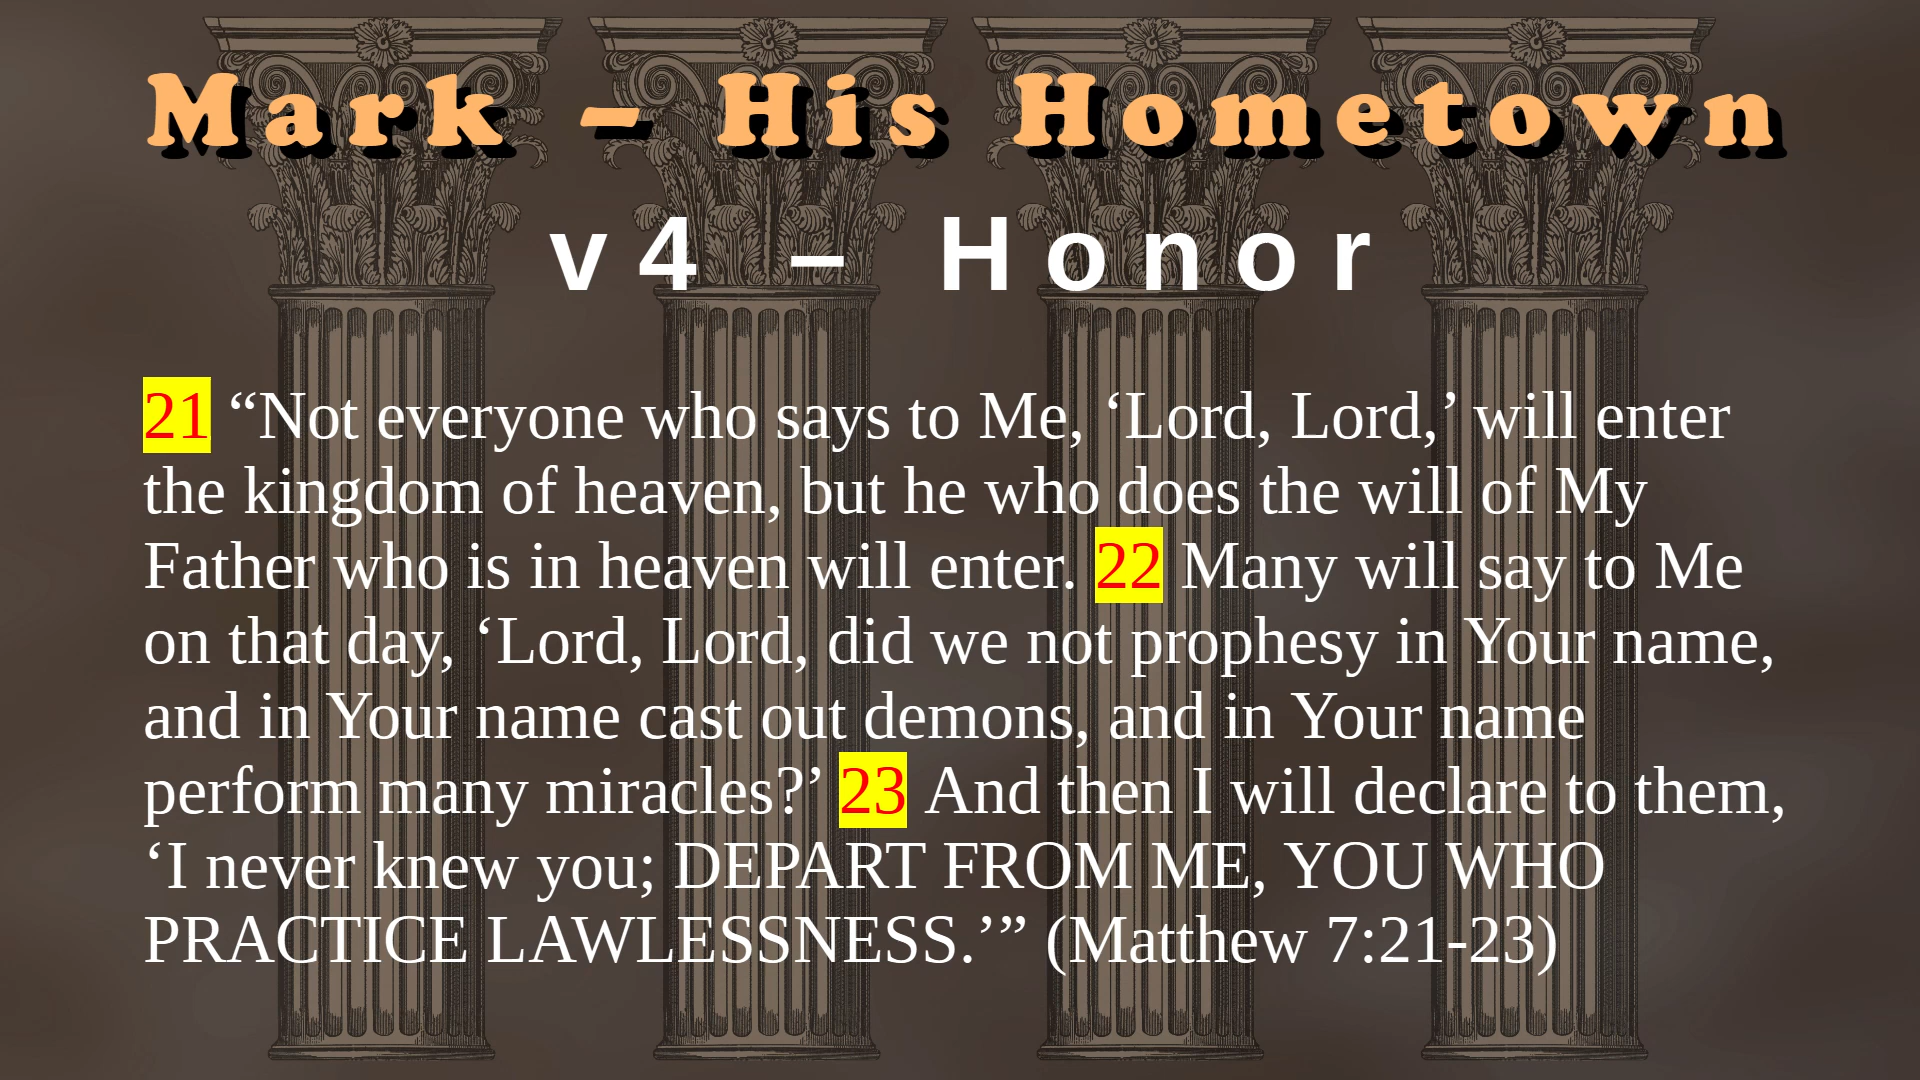 Mark – His Hometown
v4 – Honor
21 “Not everyone who says to Me, ‘Lord, Lord,’ will enter
the kingdom of heaven, but he who does the will of My
Father who is in heaven will enter. 22 Many will say to Me
on that day, ‘Lord, Lord, did we not prophesy in Your name,
and in Your name cast out demons, and in Your name
perform many miracles?’ 23 And then I will declare to them,
‘I never knew you; DEPART FROM ME, YOU WHO
PRACTICE LAWLESSNESS.’” (Matthew 7:21-23)